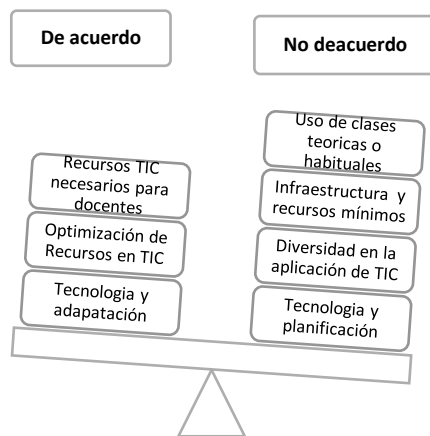 De acuerdo
No deacuerdo
Recursos TIC
necesarios para
docentes
Optimización de
Recursos en TIC
Tecnologia y
adapatación
Uso de clases
teoricas o
habituales
Infraestructura y
recursos mínimos
Diversidad en la
aplicación de TIC
Tecnologia y
planificación